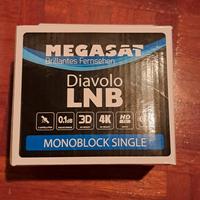 MEGASAT
Brillantes Fernsehen
Diavolo
LNB
0.1dB 3D 4K HD
MONOBLOCK SINGLE